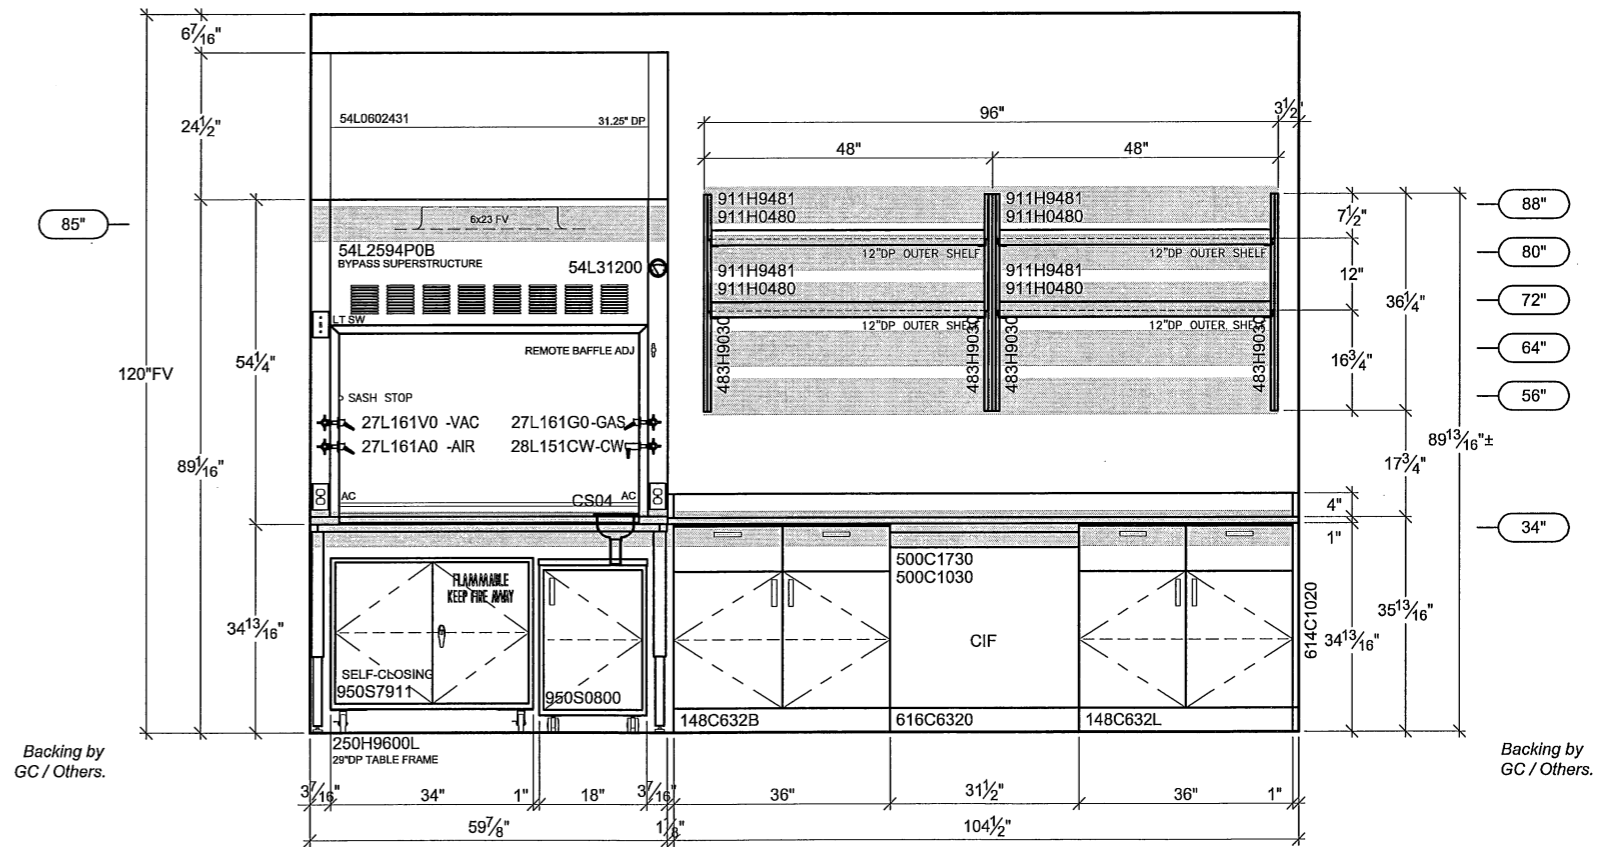 6 7/16"
24 1/2"
54L0602431 31.25" DP
96" 3 1/2"
48" 48"
85"
6x23 FV
54L2594P0B
BYPASS SUPERSTRUCTURE
54L31200
911H9481 911H9481
911H0480 911H0480
12"DP OUTER SHELF 12"DP OUTER SHELF
911H9481 911H9481
911H0480 911H0480
12"DP OUTER SHELF 12"DP OUTER SHELF
483H9030 483H9030 483H9030 483H9030
88"
7 1/2"
80"
12"
72"
36 1/4"
64"
16 3/4"
56"
LT SW
REMOTE BAFFLE ADJ
54 1/4"
120"FV
SASH STOP
27L161V0 -VAC 27L161G0-GAS
27L161A0 -AIR 28L151CW-CW
89 1/16"
89 13/16"±
17 3/4"
AC CS04 AC
4"
34"
1"
FLAMMABLE
KEEP FIRE AWAY
500C1730
500C1030
614C1020
34 13/16"
35 13/16"
34 13/16"
CIF
SELF-CLOSING
950S7911 950S0800
148C632B 616C6320 148C632L
250H9600L
29"DP TABLE FRAME
Backing by
GC / Others.
Backing by
GC / Others.
3 7/16" 34" 1" 18" 3 7/16" 36" 31 1/2" 36" 1"
59 7/8" 1 1/8" 104 1/2"